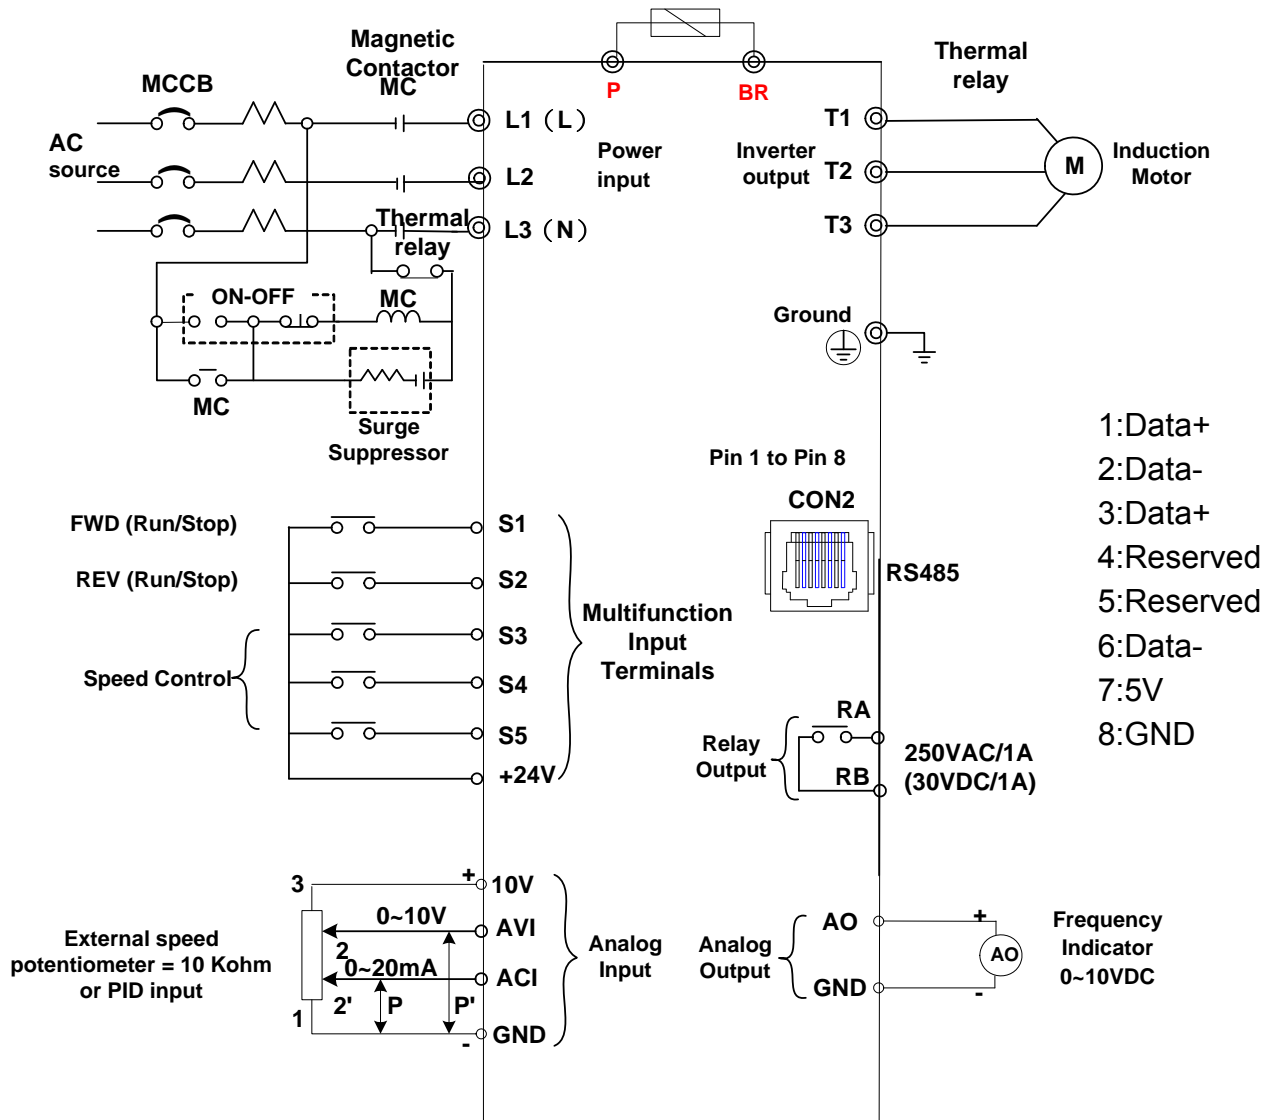 Magnetic
Contactor
MC
MCCB
AC
source
P
BR
Thermal
relay
L1 (L)
L2
L3 (N)
Power
input
Inverter
output
T1
T2
T3
M
Induction
Motor
Thermal
relay
ON-OFF
MC
MC
Surge
Suppressor
Ground
Pin 1 to Pin 8
CON2
RS485
1:Data+
2:Data-
3:Data+
4:Reserved
5:Reserved
6:Data-
7:5V
8:GND
FWD (Run/Stop)
REV (Run/Stop)
Speed Control
S1
S2
S3
S4
S5
+24V
Multifunction
Input
Terminals
Relay
Output
RA
RB
250VAC/1A
(30VDC/1A)
External speed
potentiometer = 10 Kohm
or PID input
3
2
2'
1
0~10V
0~20mA
P
P'
+
-
10V
AVI
ACI
GND
Analog
Input
Analog
Output
AO
GND
+
-
AO
Frequency
Indicator
0~10VDC